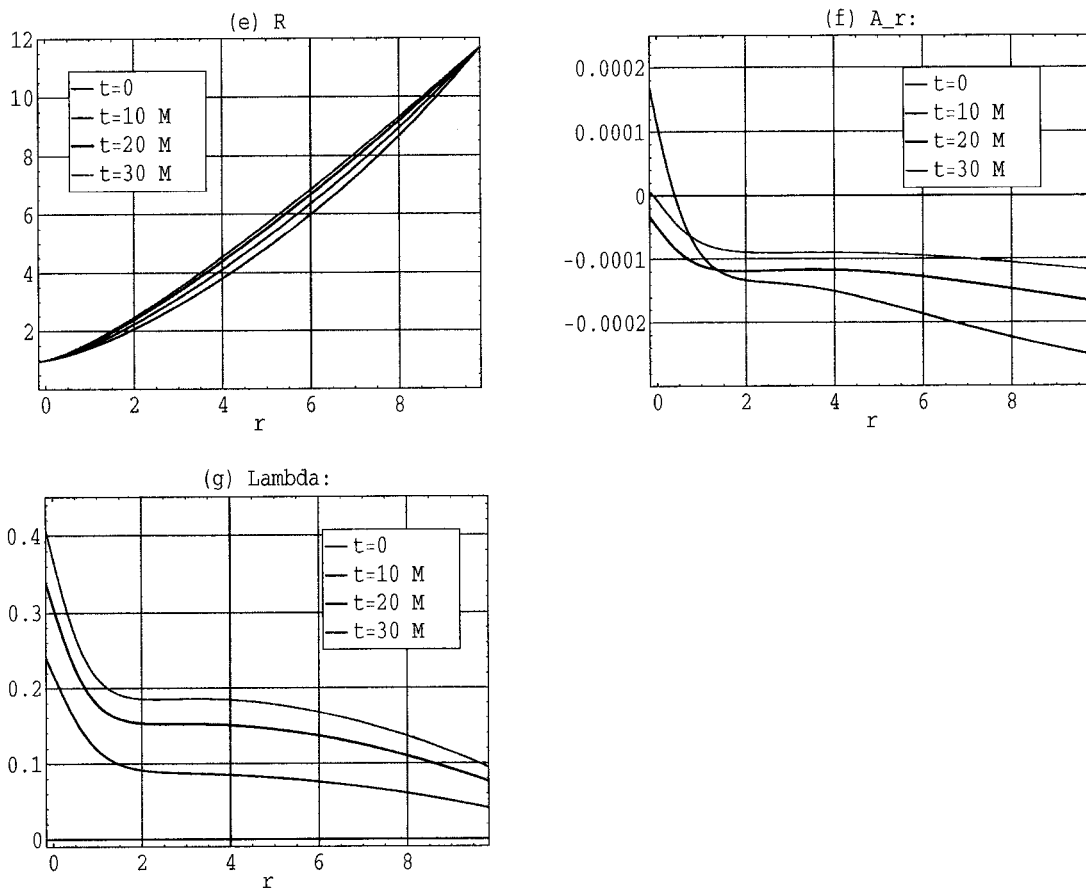 (e) R
12
10
8
6
4
2
t=0
t=10 M
t=20 M
t=30 M
0 2 4 6 8
r
(f) A_r:
0.0002
0.0001
0
-0.0001
-0.0002
t=0
t=10 M
t=20 M
t=30 M
0 2 4 6 8
r
(g) Lambda:
0.4
0.3
0.2
0.1
0
t=0
t=10 M
t=20 M
t=30 M
0 2 4 6 8
r